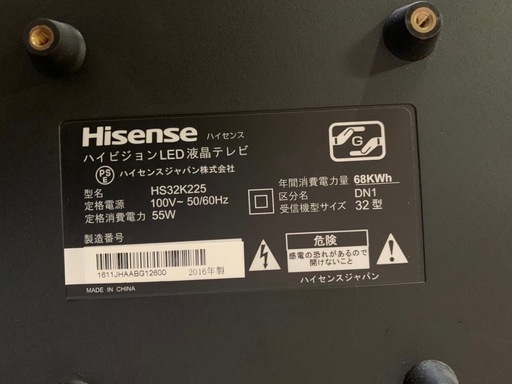 Hisense ハイセンス
ハイビジョンLED液晶テレビ
PSE ハイセンスジャパン株式会社
型名 HS32K225
定格電源 100V~ 50/60Hz
定格消費電力 55W
製造番号
1611JHAABG12600 2016年製
MADE IN CHINA
G
年間消費電力量 68KWh
区分名 DN1
受信機型サイズ 32型
危険
感電の恐れがあるので
開けないこと
ハイセンスジャパン